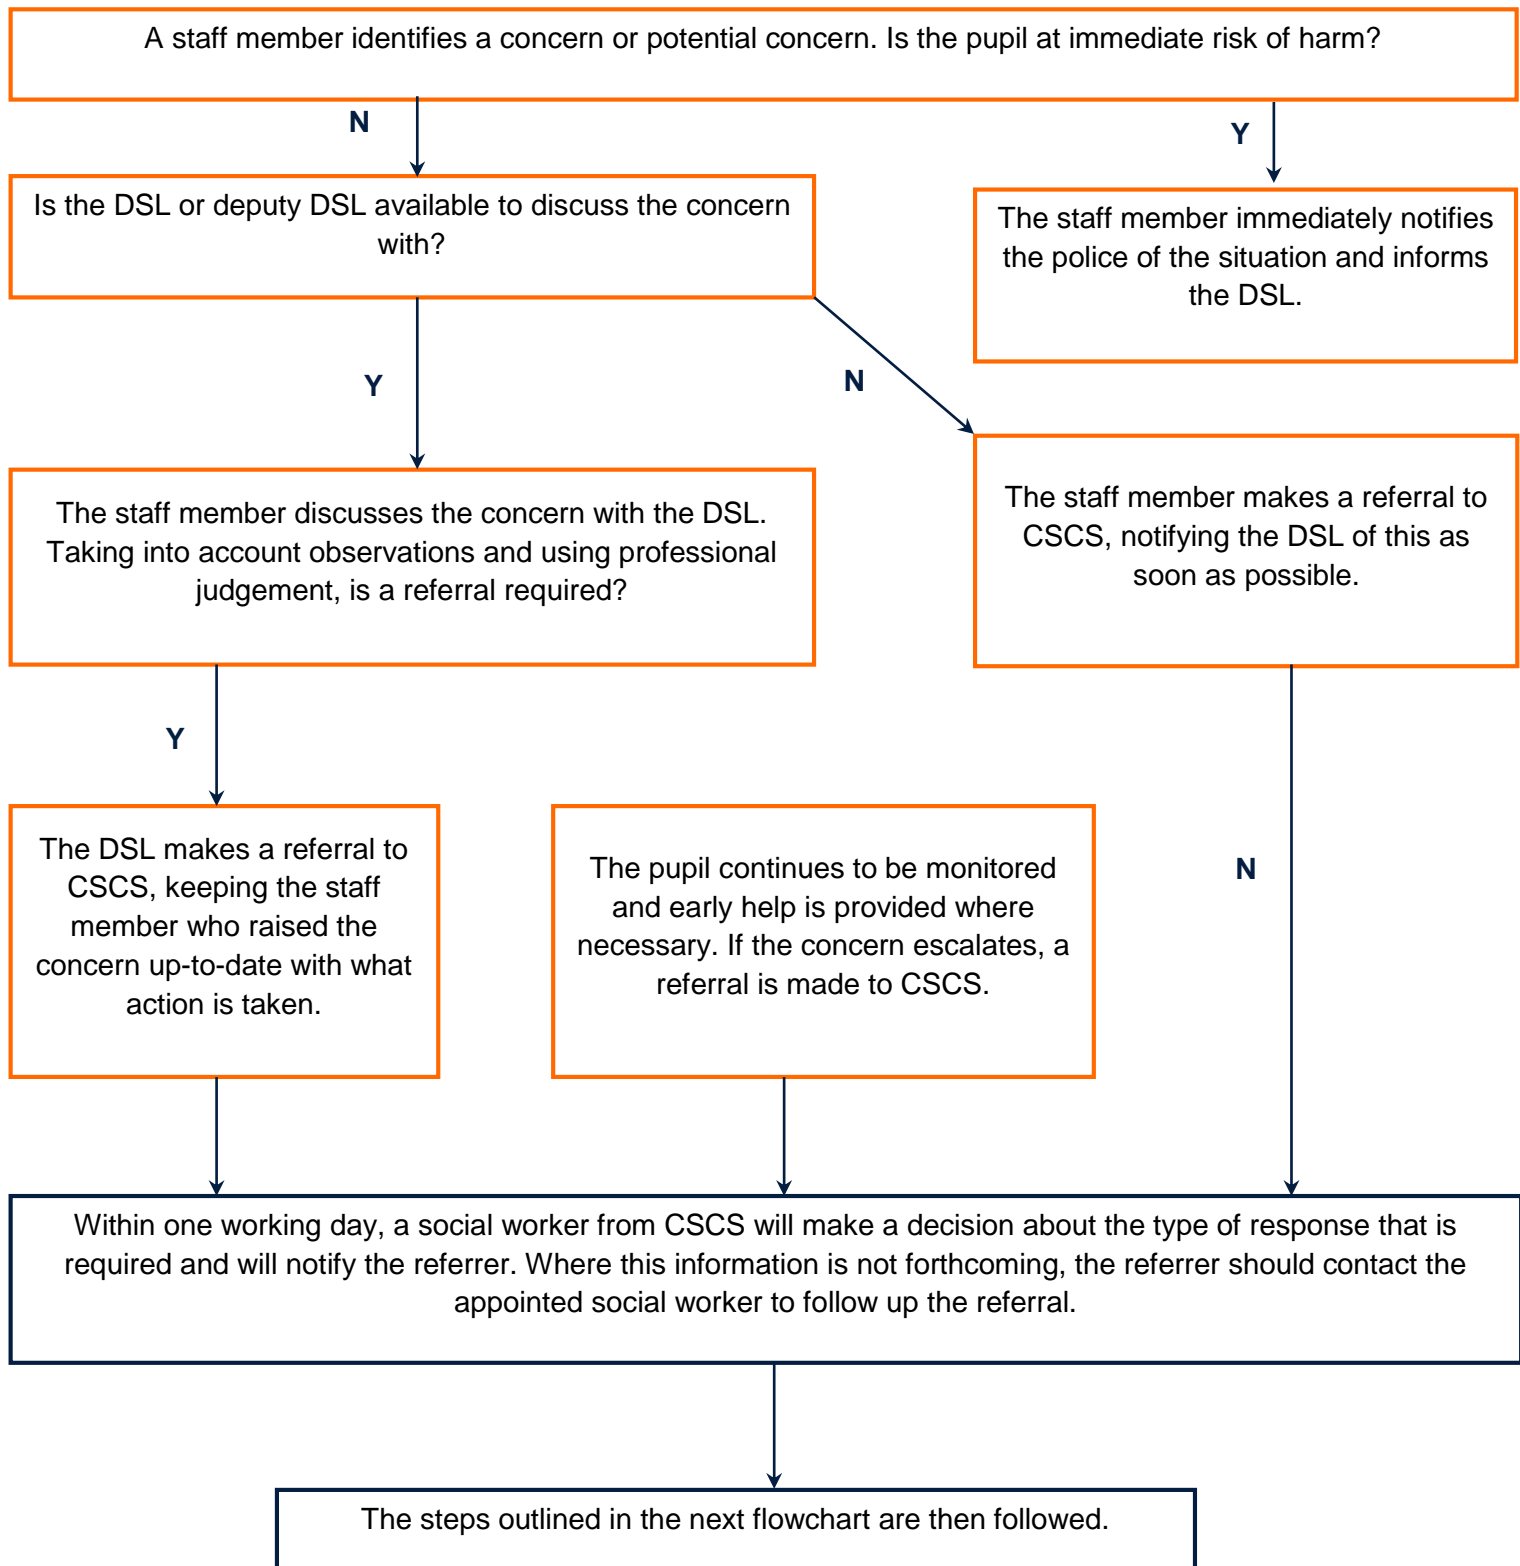 A staff member identifies a concern or potential concern. Is the pupil at immediate risk of harm?
N
Y
Is the DSL or deputy DSL available to discuss the concern
with?
The staff member immediately notifies
the police of the situation and informs
the DSL.
Y
N
The staff member discusses the concern with the DSL.
Taking into account observations and using professional
judgement, is a referral required?
The staff member makes a referral to
CSCS, notifying the DSL of this as
soon as possible.
Y
N
The DSL makes a referral to
CSCS, keeping the staff
member who raised the
concern up-to-date with what
action is taken.
The pupil continues to be monitored
and early help is provided where
necessary. If the concern escalates, a
referral is made to CSCS.
Within one working day, a social worker from CSCS will make a decision about the type of response that is
required and will notify the referrer. Where this information is not forthcoming, the referrer should contact the
appointed social worker to follow up the referral.
The steps outlined in the next flowchart are then followed.